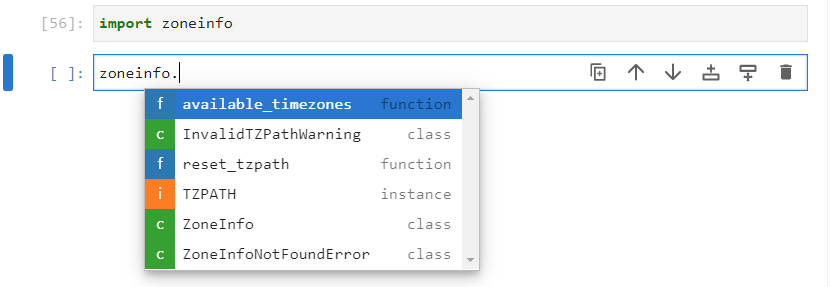 [56]: import zoneinfo
[ ]: zoneinfo.
f available_timezones function
c InvalidTZPathWarning class
f reset_tzpath function
i TZPATH instance
c ZoneInfo class
c ZoneInfoNotFoundError class